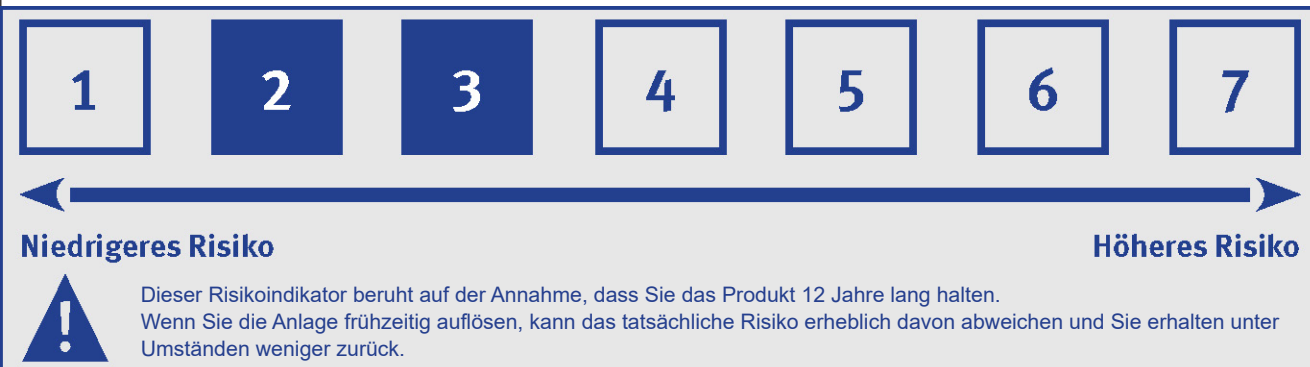 1 2 3 4 5 6 7
Niedrigeres Risiko Höheres Risiko
!
Dieser Risikoindikator beruht auf der Annahme, dass Sie das Produkt 12 Jahre lang halten.
Wenn Sie die Anlage frühzeitig auflösen, kann das tatsächliche Risiko erheblich davon abweichen und Sie erhalten unter
Umständen weniger zurück.